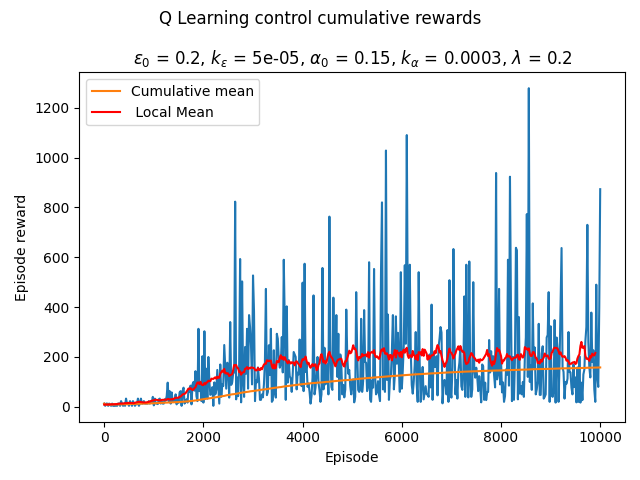 Q Learning control cumulative rewards
ε₀ = 0.2, kε = 5e-05, α₀ = 0.15, kα = 0.0003, λ = 0.2
Cumulative mean
Local Mean
Episode reward
1200
1000
800
600
400
200
0
0 2000 4000 6000 8000 10000
Episode